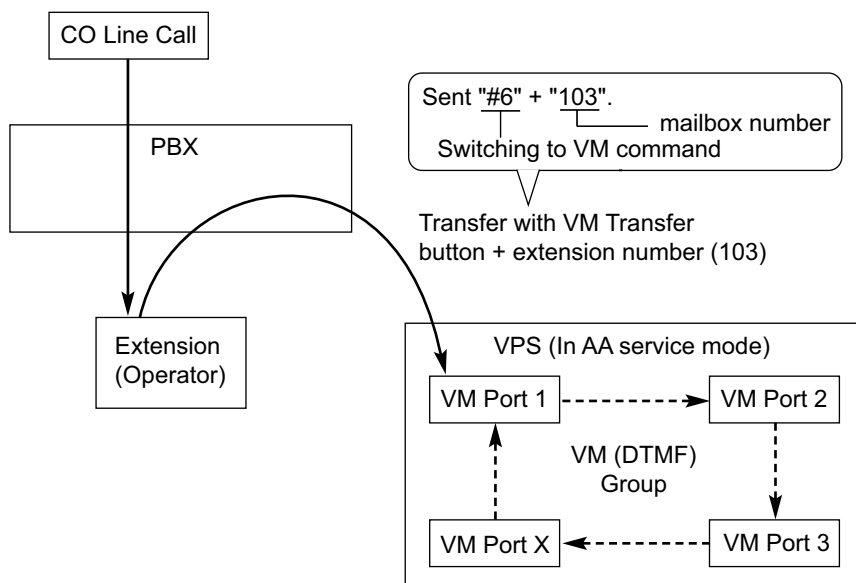 CO Line Call
PBX
Sent "#6" + "103".
mailbox number
Switching to VM command
Transfer with VM Transfer
button + extension number (103)
Extension
(Operator)
VPS (In AA service mode)
VM Port 1
VM Port 2
VM (DTMF)
Group
VM Port X
VM Port 3